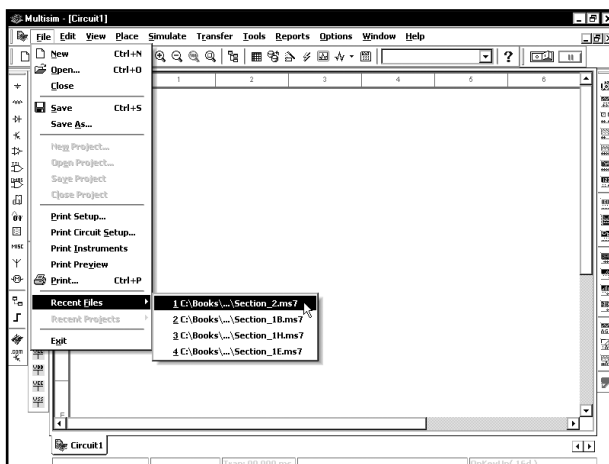 Multisim - [Circuit1]
File Edit View Place Simulate Transfer Tools Reports Options Window Help
New Ctrl+N
Open... Ctrl+O
Close
Save Ctrl+S
Save As...
New Project...
Open Project...
Save Project
Close Project
Print Setup...
Print Circuit Setup...
Print Instruments
Print Preview
Print... Ctrl+P
Recent Files
Recent Projects
Exit
1 C:\Books\...\Section_2.ms7
2 C:\Books\...\Section_1B.ms7
3 C:\Books\...\Section_1H.ms7
4 C:\Books\...\Section_1E.ms7
1 2 3 4 5 6
MISC
F
Circuit1